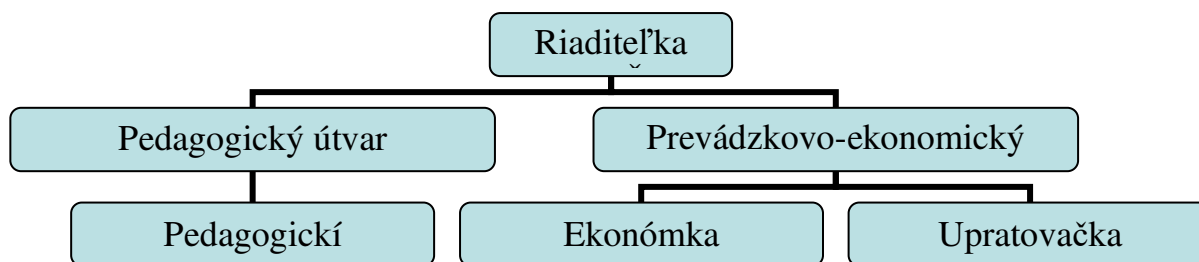 Riaditeľka
Pedagogický útvar
Prevádzkovo-ekonomický
Pedagogickí
Ekonómka
Upratovačka